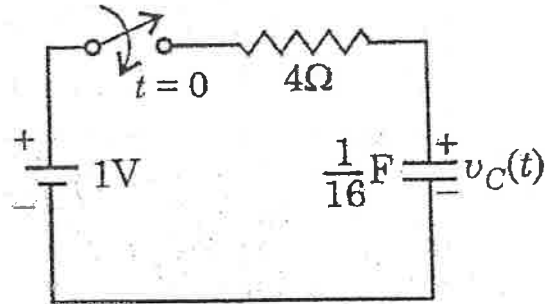 t = 0
4Ω
+
1V
−
1/16 F
+
v_C(t)
−